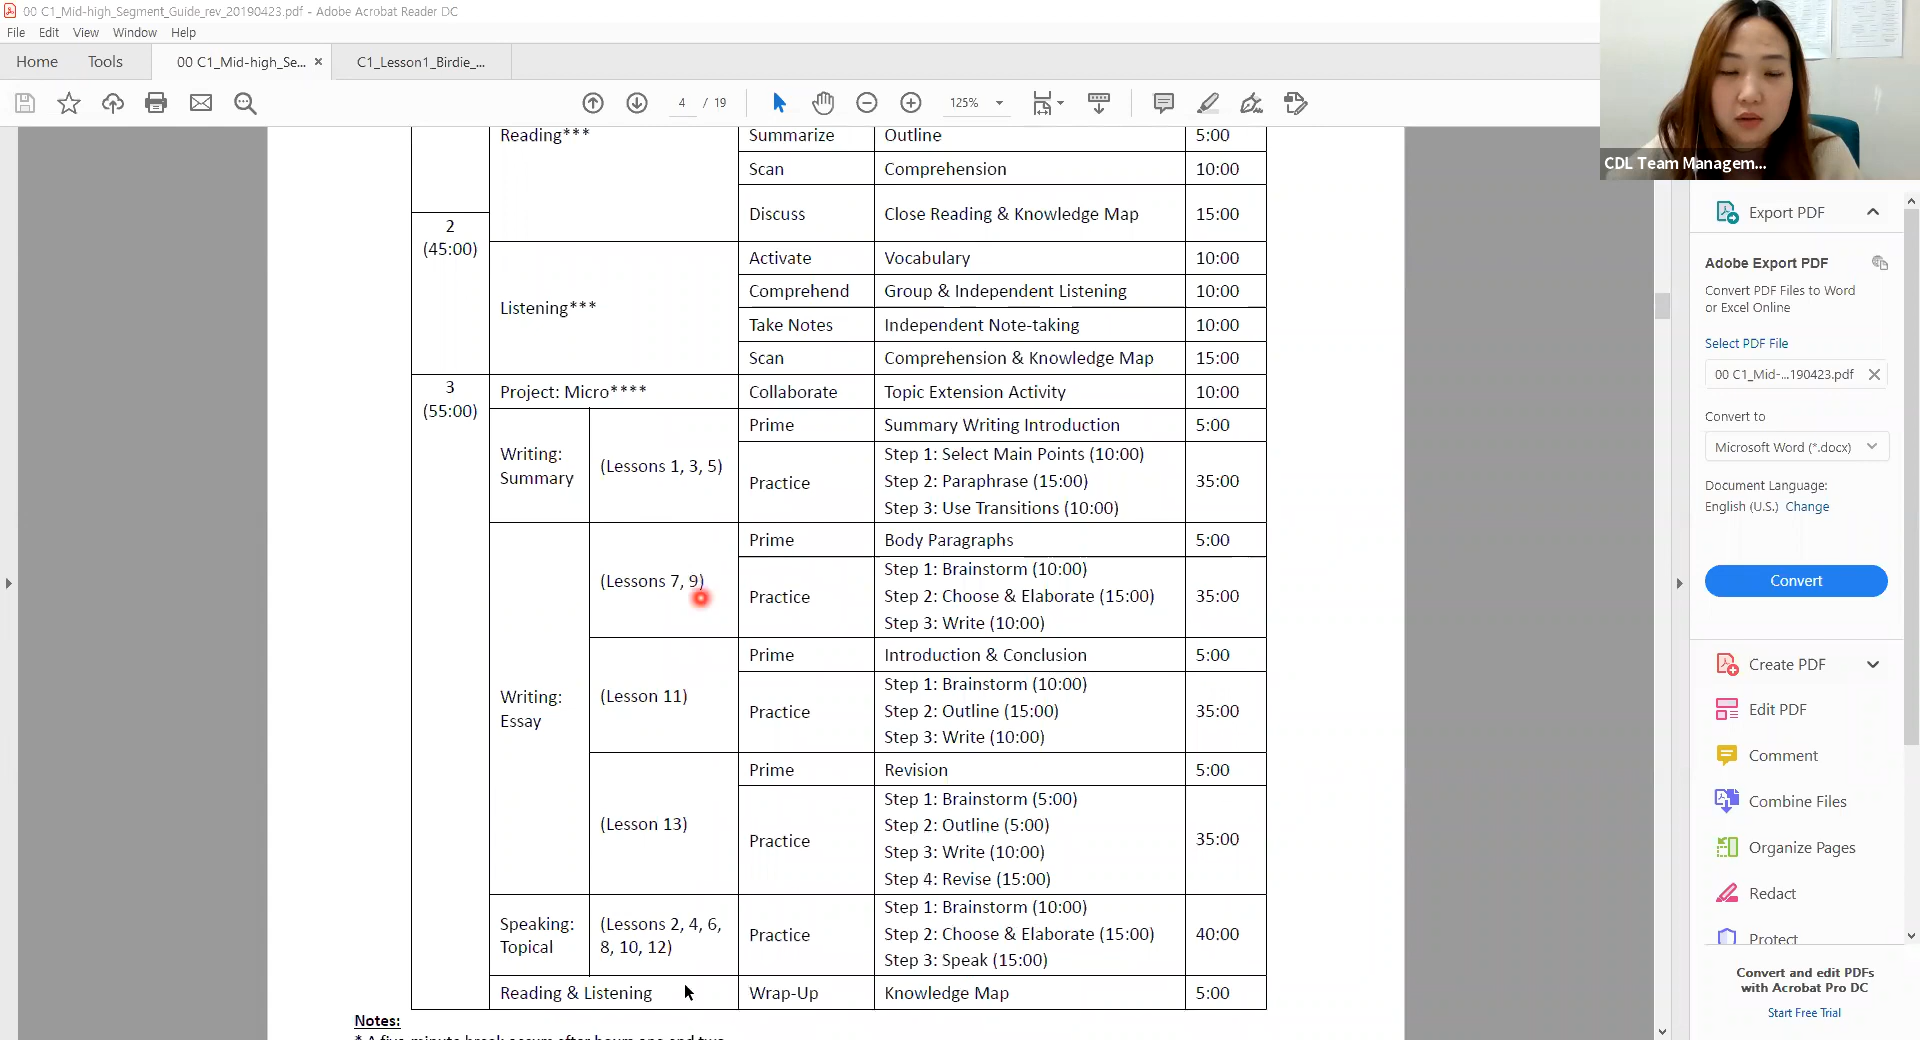 00 C1_Mid-high_Segment_Guide_rev_20190423.pdf - Adobe Acrobat Reader DC
File Edit View Window Help
Home Tools 00 C1_Mid-high_Se... × C1_Lesson1_Birdie_...
4 / 19 125%
CDL Team Managem...
Reading*** Summarize Outline 5:00
Scan Comprehension 10:00
Discuss Close Reading & Knowledge Map 15:00
2
(45:00)
Listening*** Activate Vocabulary 10:00
Comprehend Group & Independent Listening 10:00
Take Notes Independent Note-taking 10:00
Scan Comprehension & Knowledge Map 15:00
3
(55:00)
Project: Micro**** Collaborate Topic Extension Activity 10:00
Writing:
Summary
(Lessons 1, 3, 5)
Prime Summary Writing Introduction 5:00
Practice
Step 1: Select Main Points (10:00)
Step 2: Paraphrase (15:00)
Step 3: Use Transitions (10:00)
35:00
Writing:
Essay
(Lessons 7, 9)
Prime Body Paragraphs 5:00
Practice
Step 1: Brainstorm (10:00)
Step 2: Choose & Elaborate (15:00)
Step 3: Write (10:00)
35:00
(Lesson 11)
Prime Introduction & Conclusion 5:00
Practice
Step 1: Brainstorm (10:00)
Step 2: Outline (15:00)
Step 3: Write (10:00)
35:00
(Lesson 13)
Prime Revision 5:00
Practice
Step 1: Brainstorm (5:00)
Step 2: Outline (5:00)
Step 3: Write (10:00)
Step 4: Revise (15:00)
35:00
Speaking:
Topical
(Lessons 2, 4, 6,
8, 10, 12)
Practice
Step 1: Brainstorm (10:00)
Step 2: Choose & Elaborate (15:00)
Step 3: Speak (15:00)
40:00
Reading & Listening Wrap-Up Knowledge Map 5:00
Notes:
* A five-minute break occurs after hours one and two
Export PDF
Adobe Export PDF
Convert PDF Files to Word
or Excel Online
Select PDF File
00 C1_Mid-...190423.pdf ×
Convert to
Microsoft Word (*.docx)
Document Language:
English (U.S.) Change
Convert
Create PDF
Edit PDF
Comment
Combine Files
Organize Pages
Redact
Protect
Convert and edit PDFs
with Acrobat Pro DC
Start Free Trial